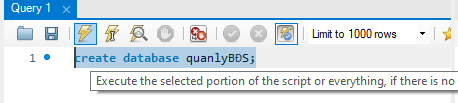 Query 1
Limit to 1000 rows
1
create database quanlyBĐS;
Execute the selected portion of the script or everything, if there is no